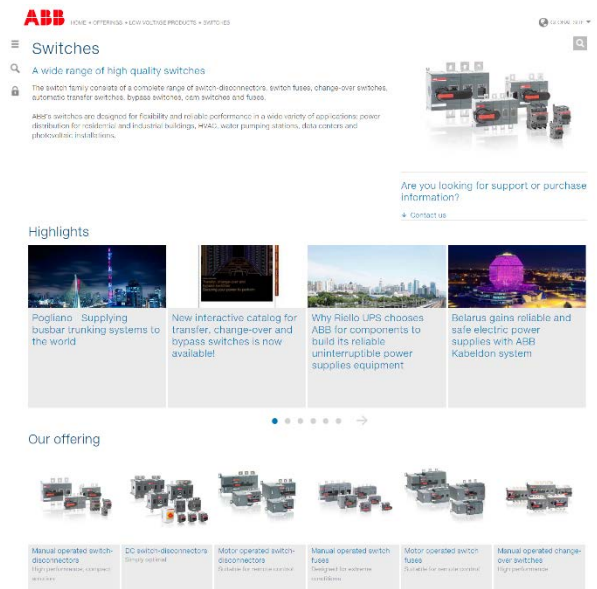 ABB
HOME • OFFERINGS • LOW VOLTAGE PRODUCTS • SWITCHES
Switches
A wide range of high quality switches
The switch family consists of a complete range of switch-disconnectors, switch fuses, change-over switches,
automatic transfer switches, bypass switches, cam switches and fuses.
ABB's switches are designed for flexibility and reliable performance in a wide variety of applications: power
distribution for residential and industrial buildings, HVAC, water pumping stations, data centers and
photovoltaic installations.
Are you looking for support or purchase
information?
Contact us
Highlights
Pogliano Supplying
busbar trunking systems to
the world
New interactive catalog for
transfer, change-over and
bypass switches is now
available!
Why Riello UPS chooses
ABB for components to
build its reliable
uninterruptible power
supplies equipment
Belarus gains reliable and
safe electric power
supplies with ABB
Kabeldon system
Our offering
Manual operated switch-
disconnectors
High performance, compact
solution
DC switch-disconnectors
Simply optimal
Motor operated switch-
disconnectors
Suitable for remote control
Manual operated switch
fuses
Designed for extreme
conditions
Motor operated switch
fuses
Suitable for remote control
Manual operated change-
over switches
High performance